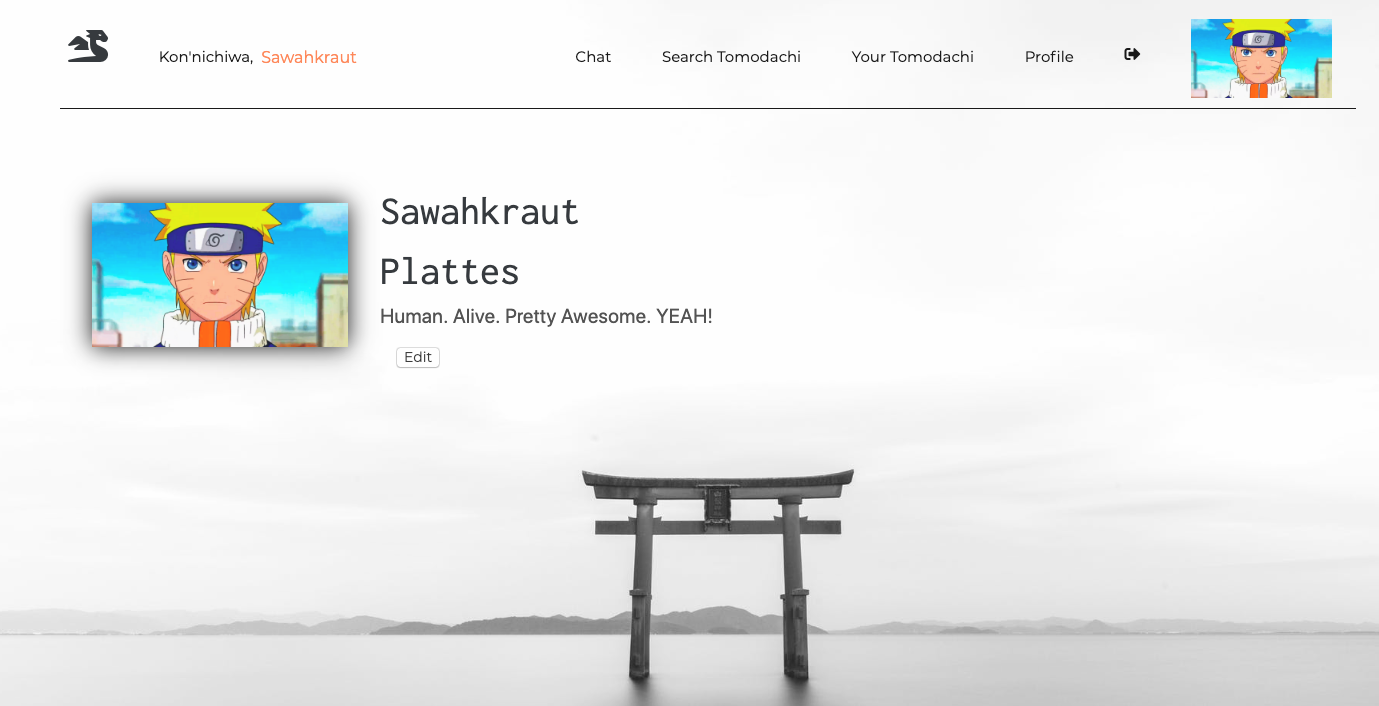 Kon'nichiwa, Sawahkraut Chat Search Tomodachi Your Tomodachi Profile
Sawahkraut
Plattes
Human. Alive. Pretty Awesome. YEAH!
Edit